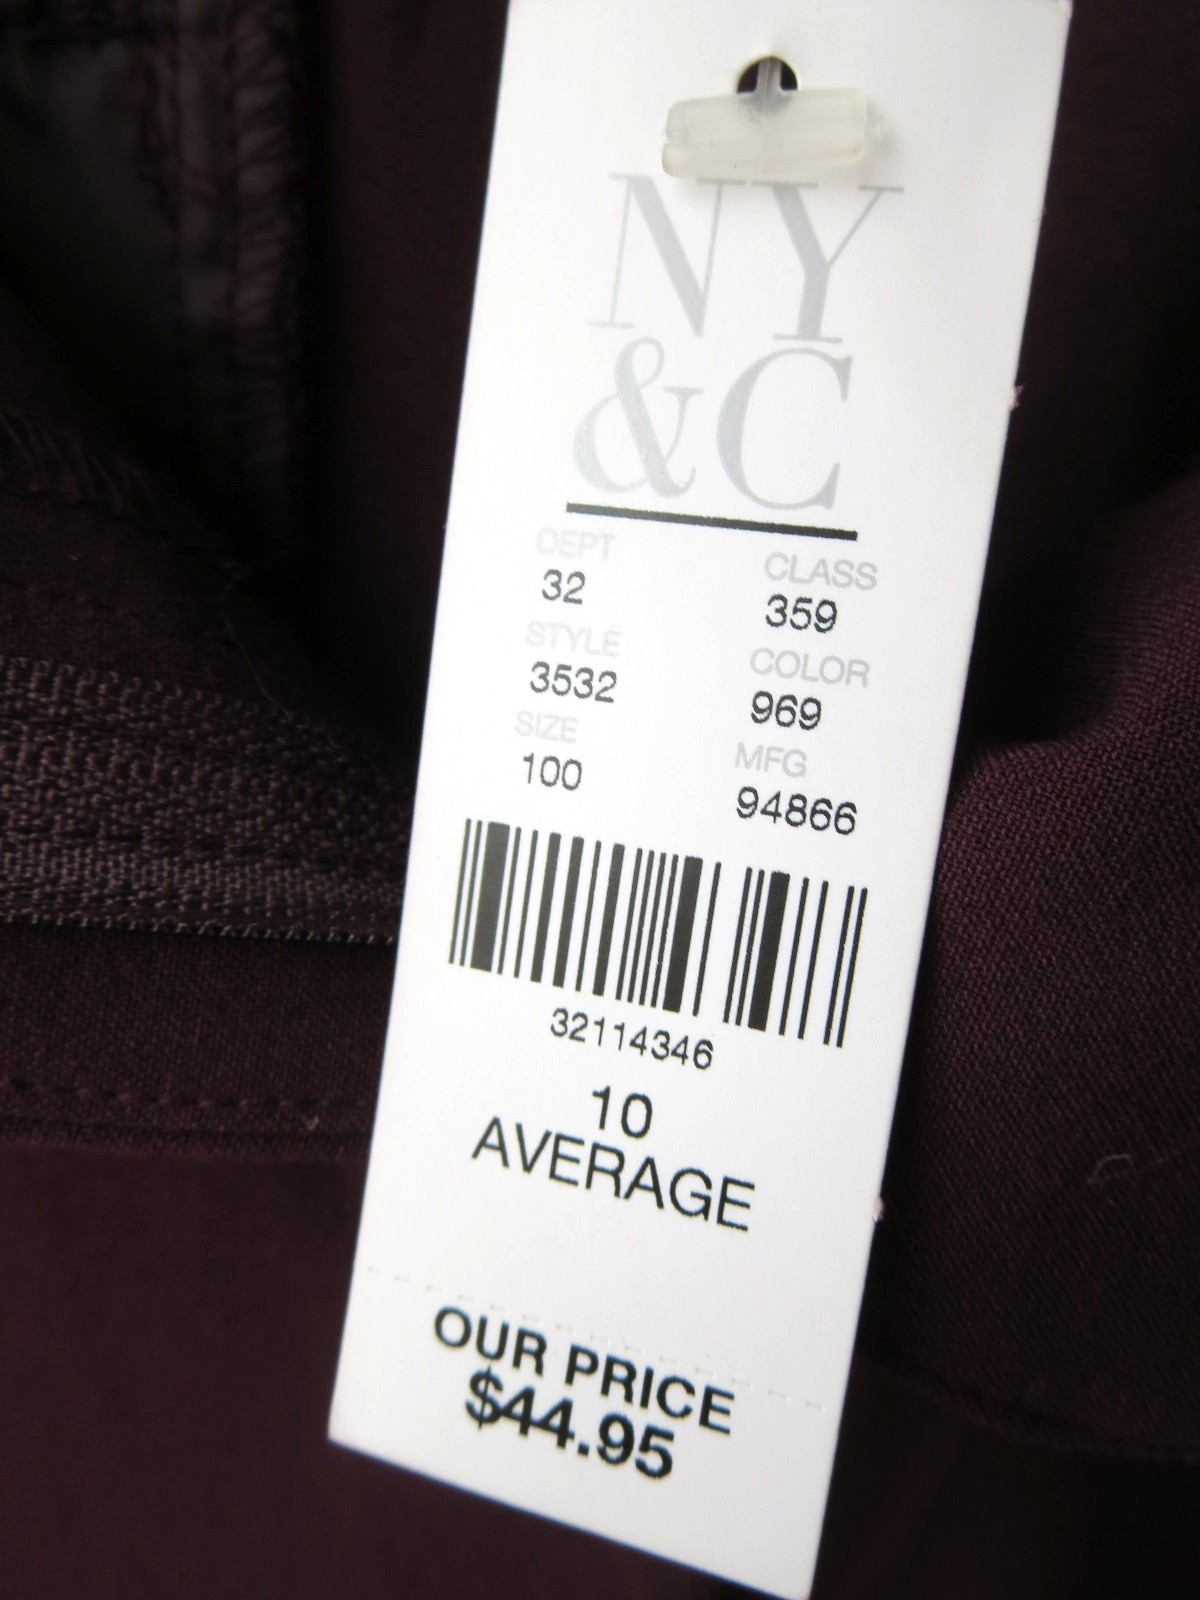 NY
&C
DEPT CLASS
32 359
STYLE COLOR
3532 969
SIZE MFG
100 94866
32114346
10
AVERAGE
OUR PRICE
$44.95